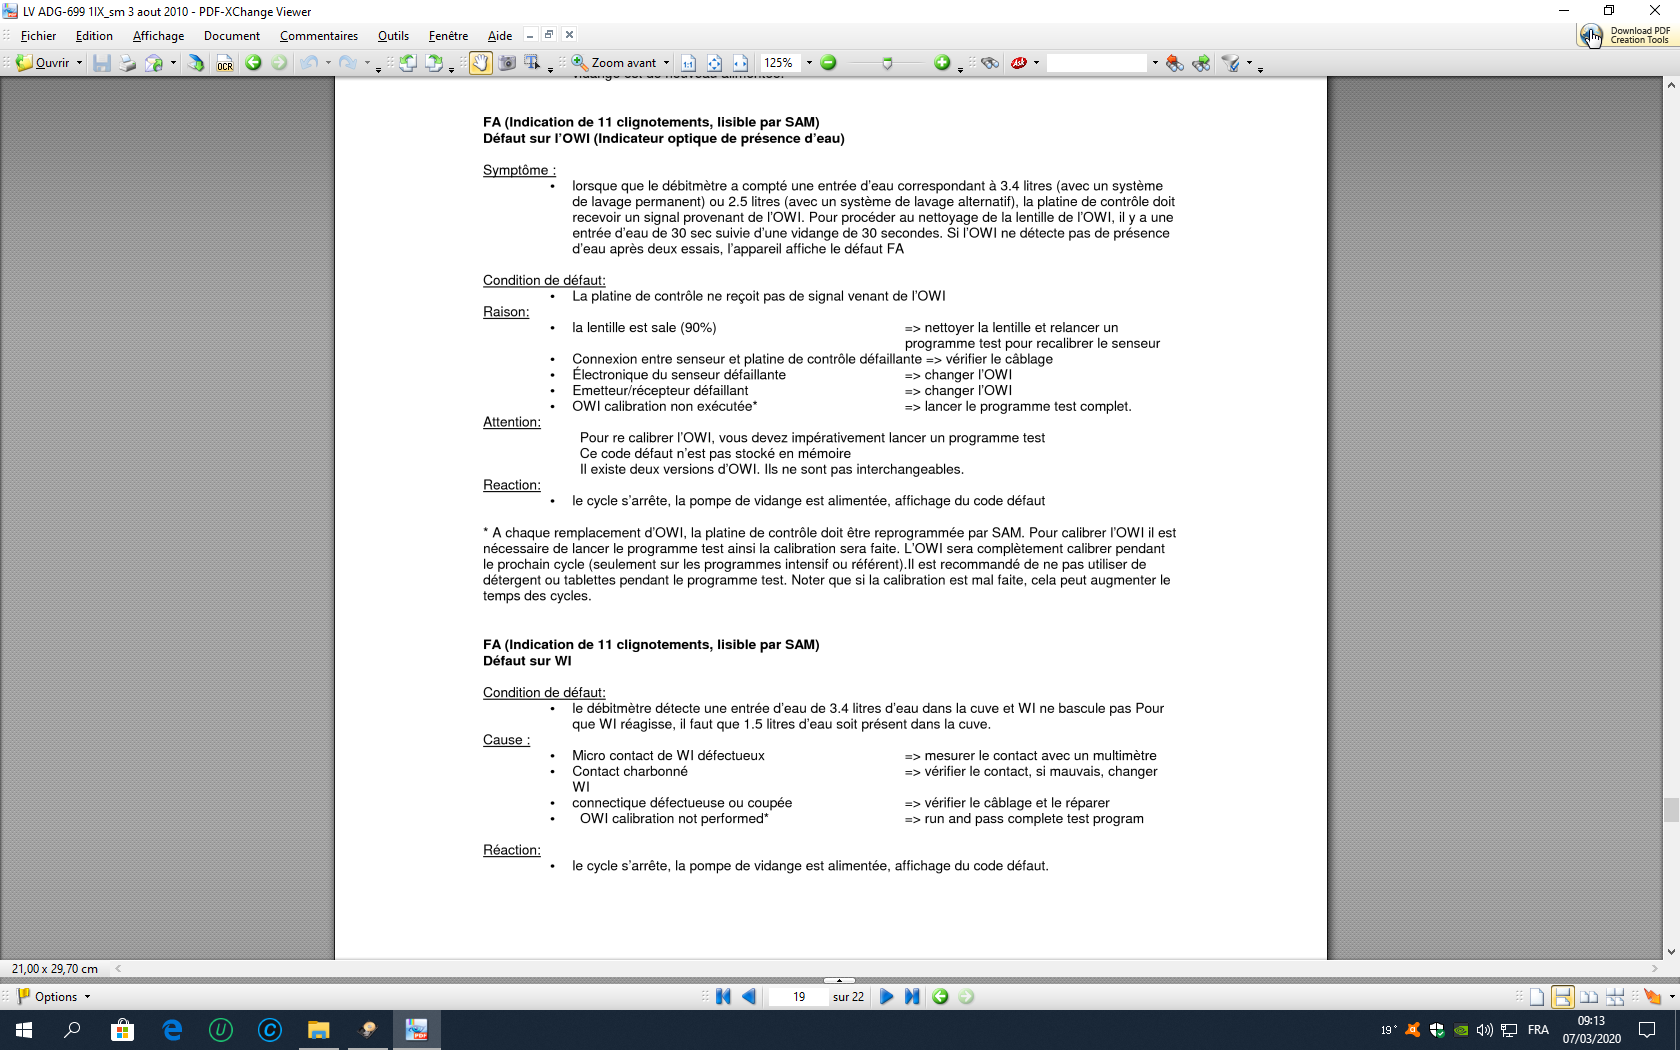 LV ADG-699 1IX_sm 3 aout 2010 - PDF-XChange Viewer
Fichier Edition Affichage Document Commentaires Outils Fenêtre Aide
Download PDF
Creation Tools
Ouvrir OCR Zoom avant 1:1 125% Ask
vidange est de nouveau alimentée.
FA (Indication de 11 clignotements, lisible par SAM)
Défaut sur l'OWI (Indicateur optique de présence d'eau)
Symptôme :
• lorsque que le débitmètre a compté une entrée d'eau correspondant à 3.4 litres (avec un système
de lavage permanent) ou 2.5 litres (avec un système de lavage alternatif), la platine de contrôle doit
recevoir un signal provenant de l'OWI. Pour procéder au nettoyage de la lentille de l'OWI, il y a une
entrée d'eau de 30 sec suivie d'une vidange de 30 secondes. Si l'OWI ne détecte pas de présence
d'eau après deux essais, l'appareil affiche le défaut FA
Condition de défaut:
• La platine de contrôle ne reçoit pas de signal venant de l'OWI
Raison:
• la lentille est sale (90%) => nettoyer la lentille et relancer un
programme test pour recalibrer le senseur
• Connexion entre senseur et platine de contrôle défaillante => vérifier le câblage
• Électronique du senseur défaillante => changer l'OWI
• Emetteur/récepteur défaillant => changer l'OWI
• OWI calibration non exécutée* => lancer le programme test complet.
Attention:
Pour re calibrer l'OWI, vous devez impérativement lancer un programme test
Ce code défaut n'est pas stocké en mémoire
Il existe deux versions d'OWI. Ils ne sont pas interchangeables.
Reaction:
• le cycle s'arrête, la pompe de vidange est alimentée, affichage du code défaut
* A chaque remplacement d'OWI, la platine de contrôle doit être reprogrammée par SAM. Pour calibrer l'OWI il est
nécessaire de lancer le programme test ainsi la calibration sera faite. L'OWI sera complètement calibrer pendant
le prochain cycle (seulement sur les programmes intensif ou référent).Il est recommandé de ne pas utiliser de
détergent ou tablettes pendant le programme test. Noter que si la calibration est mal faite, cela peut augmenter le
temps des cycles.
FA (Indication de 11 clignotements, lisible par SAM)
Défaut sur WI
Condition de défaut:
• le débitmètre détecte une entrée d'eau de 3.4 litres d'eau dans la cuve et WI ne bascule pas Pour
que WI réagisse, il faut que 1.5 litres d'eau soit présent dans la cuve.
Cause :
• Micro contact de WI défectueux => mesurer le contact avec un multimètre
• Contact charbonné => vérifier le contact, si mauvais, changer
WI
• connectique défectueuse ou coupée => vérifier le câblage et le réparer
• OWI calibration not performed* => run and pass complete test program
Réaction:
• le cycle s'arrête, la pompe de vidange est alimentée, affichage du code défaut.
21,00 x 29,70 cm
Options 19 sur 22
19° FRA 09:13
07/03/2020